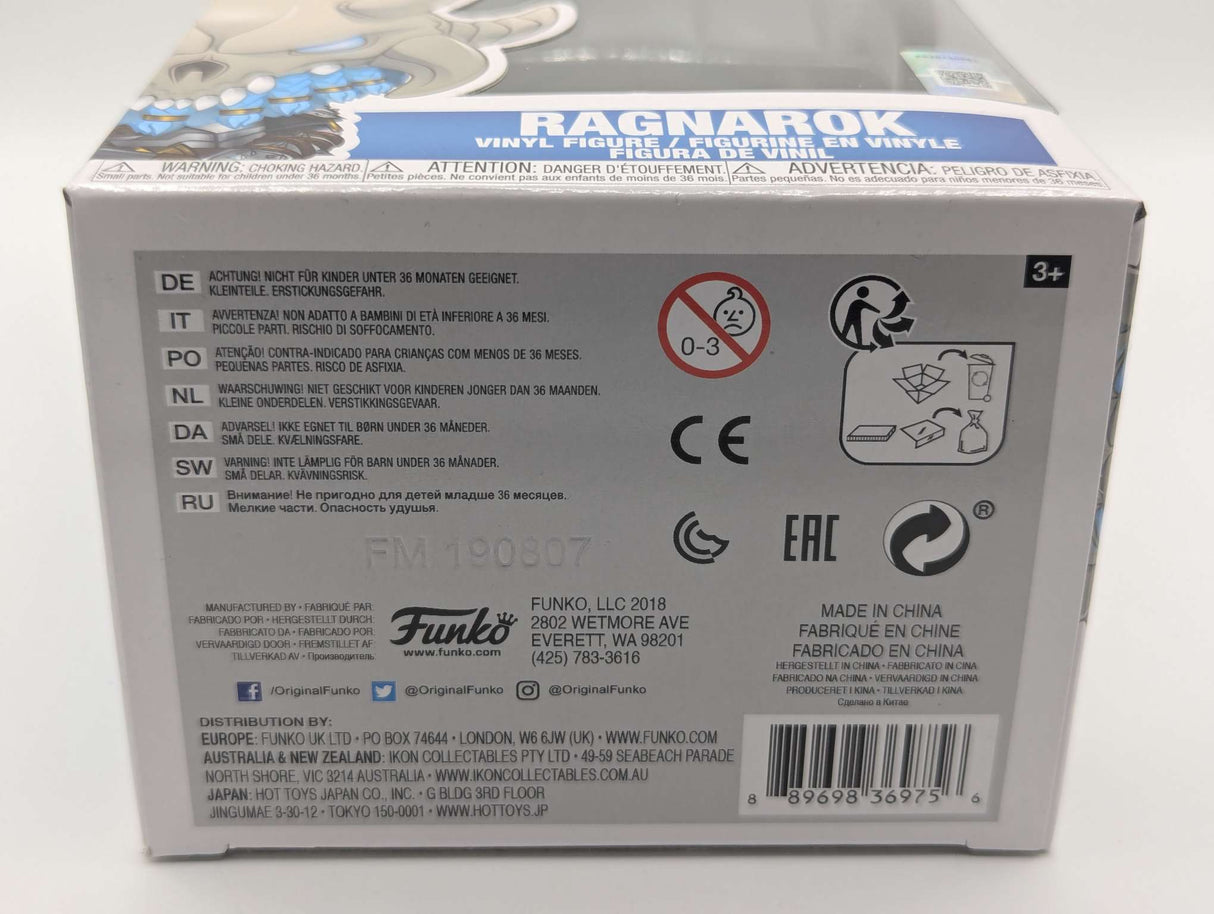 RAGNAROK
VINYL FIGURE / FIGURINE EN VINYLE
FIGURA DE VINIL
WARNING: CHOKING HAZARD.
Small parts. Not suitable for children under 36 months.
ATTENTION: DANGER D'ÉTOUFFEMENT.
Petites pièces. Ne convient pas aux enfants de moins de 36 mois.
ADVERTENCIA: PELIGRO DE ASFIXIA.
Partes pequeñas. No es adecuado para niños menores de 36 meses.
3+
DE ACHTUNG! NICHT FÜR KINDER UNTER 36 MONATEN GEEIGNET.
KLEINTEILE. ERSTICKUNGSGEFAHR.
IT AVVERTENZA! NON ADATTO A BAMBINI DI ETÀ INFERIORE A 36 MESI.
PICCOLE PARTI. RISCHIO DI SOFFOCAMENTO.
PO ATENÇÃO! CONTRA-INDICADO PARA CRIANÇAS COM MENOS DE 36 MESES.
PEQUENAS PARTES. RISCO DE ASFIXIA.
NL WAARSCHUWING! NIET GESCHIKT VOOR KINDEREN JONGER DAN 36 MAANDEN.
KLEINE ONDERDELEN. VERSTIKKINGSGEVAAR.
DA ADVARSEL! IKKE EGNET TIL BØRN UNDER 36 MÅNEDER.
SMÅ DELE. KVÆLNINGSFARE.
SW VARNING! INTE LÄMPLIG FÖR BARN UNDER 36 MÅNADER.
SMÅ DELAR. KVÄVNINGSRISK.
RU Внимание! Не пригодно для детей младше 36 месяцев.
Мелкие части. Опасность удушья.
0-3
CE
EAC
®
FM 190807
MANUFACTURED BY • FABRIQUÉ PAR:
FABRICADO POR • HERGESTELLT DURCH:
FABBRICATO DA • FABRICADO POR:
VERVAARDIGD DOOR • FREMSTILLET AF:
TILLVERKAD AV • Производитель:
Funko
www.funko.com
FUNKO, LLC 2018
2802 WETMORE AVE
EVERETT, WA 98201
(425) 783-3616
/OriginalFunko @OriginalFunko @OriginalFunko
MADE IN CHINA
FABRIQUÉ EN CHINE
FABRICADO EN CHINA
HERGESTELLT IN CHINA • FABBRICATO IN CINA
FABRICADO NA CHINA • VERVAARDIGD IN CHINA
PRODUCERET I KINA • TILLVERKAD I KINA
Сделано в Китае
DISTRIBUTION BY:
EUROPE: FUNKO UK LTD • PO BOX 74644 • LONDON, W6 6JW (UK) • WWW.FUNKO.COM
AUSTRALIA & NEW ZEALAND: IKON COLLECTABLES PTY LTD • 49-59 SEABEACH PARADE
NORTH SHORE, VIC 3214 AUSTRALIA • WWW.IKONCOLLECTABLES.COM.AU
JAPAN: HOT TOYS JAPAN CO., INC. • G BLDG 3RD FLOOR
JINGUMAE 3-30-12 • TOKYO 150-0001 • WWW.HOTTOYS.JP
8 89698 36975 6